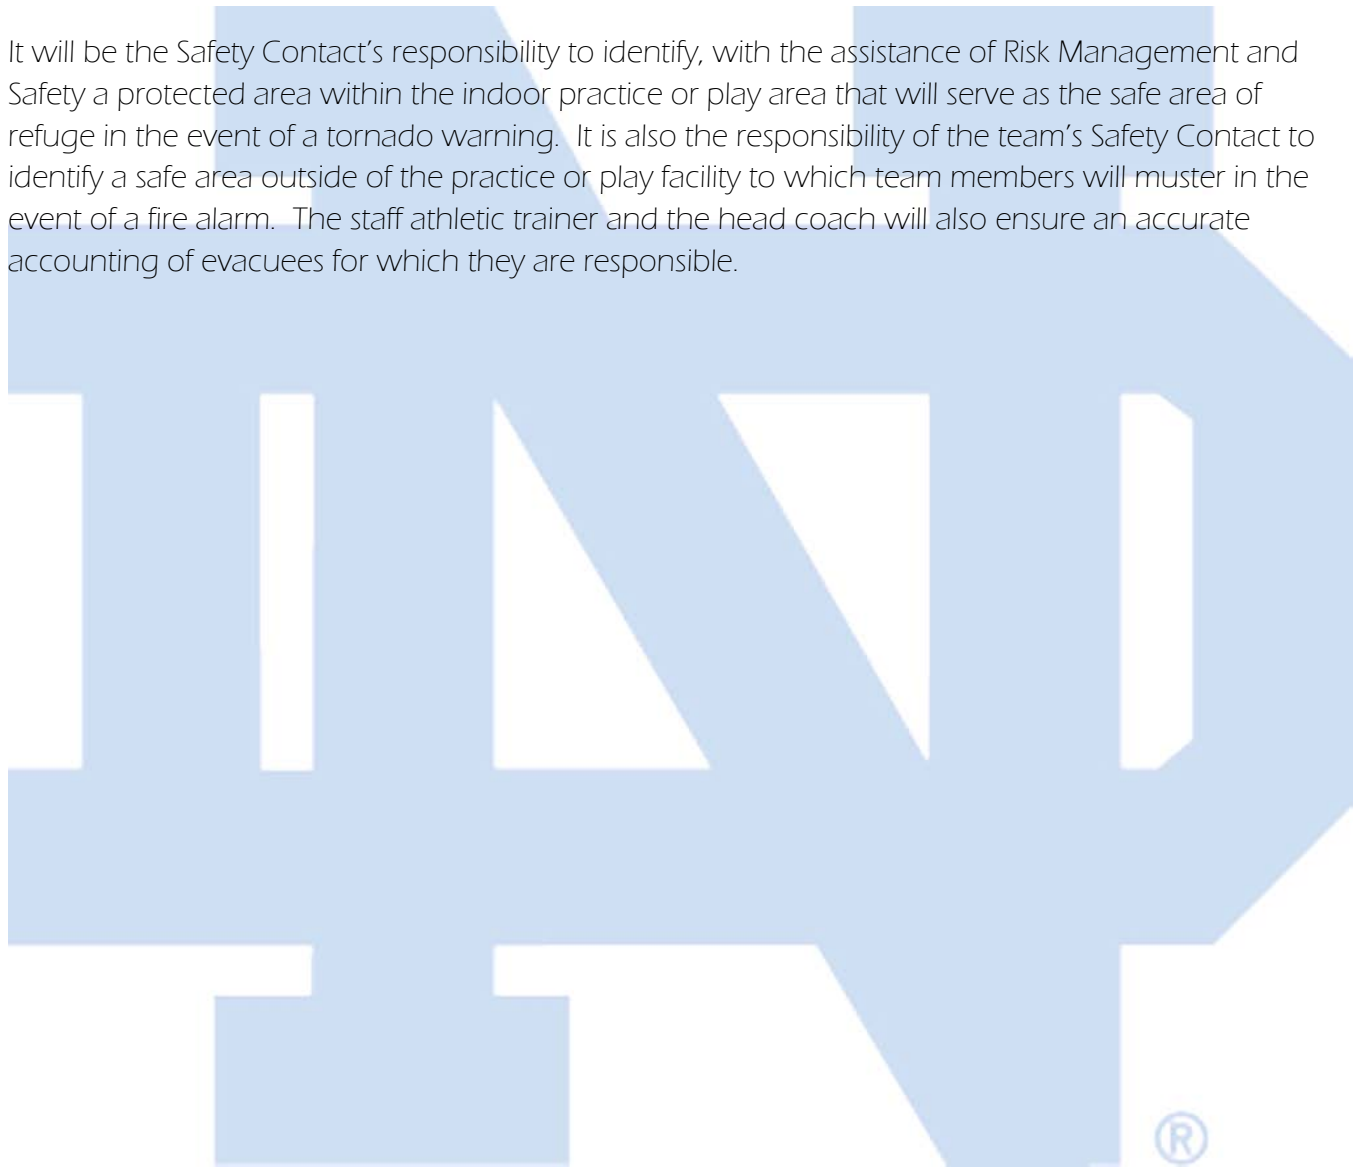 It will be the Safety Contact’s responsibility to identify, with the assistance of Risk Management and
Safety a protected area within the indoor practice or play area that will serve as the safe area of
refuge in the event of a tornado warning.  It is also the responsibility of the team’s Safety Contact to
identify a safe area outside of the practice or play facility to which team members will muster in the
event of a fire alarm.  The staff athletic trainer and the head coach will also ensure an accurate
accounting of evacuees for which they are responsible.
®